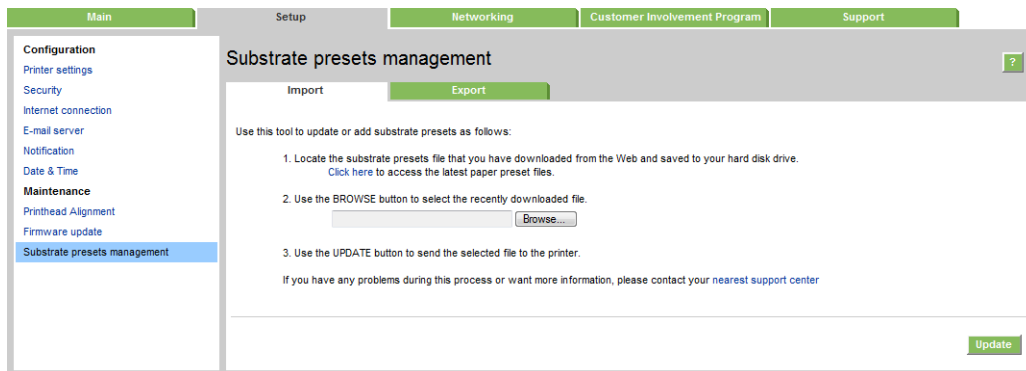 Main Setup Networking Customer Involvement Program Support
Configuration
Printer settings
Security
Internet connection
E-mail server
Notification
Date & Time
Maintenance
Printhead Alignment
Firmware update
Substrate presets management
Substrate presets management
?
Import Export
Use this tool to update or add substrate presets as follows:
1. Locate the substrate presets file that you have downloaded from the Web and saved to your hard disk drive.
Click here to access the latest paper preset files.
2. Use the BROWSE button to select the recently downloaded file.
Browse...
3. Use the UPDATE button to send the selected file to the printer.
If you have any problems during this process or want more information, please contact your nearest support center
Update